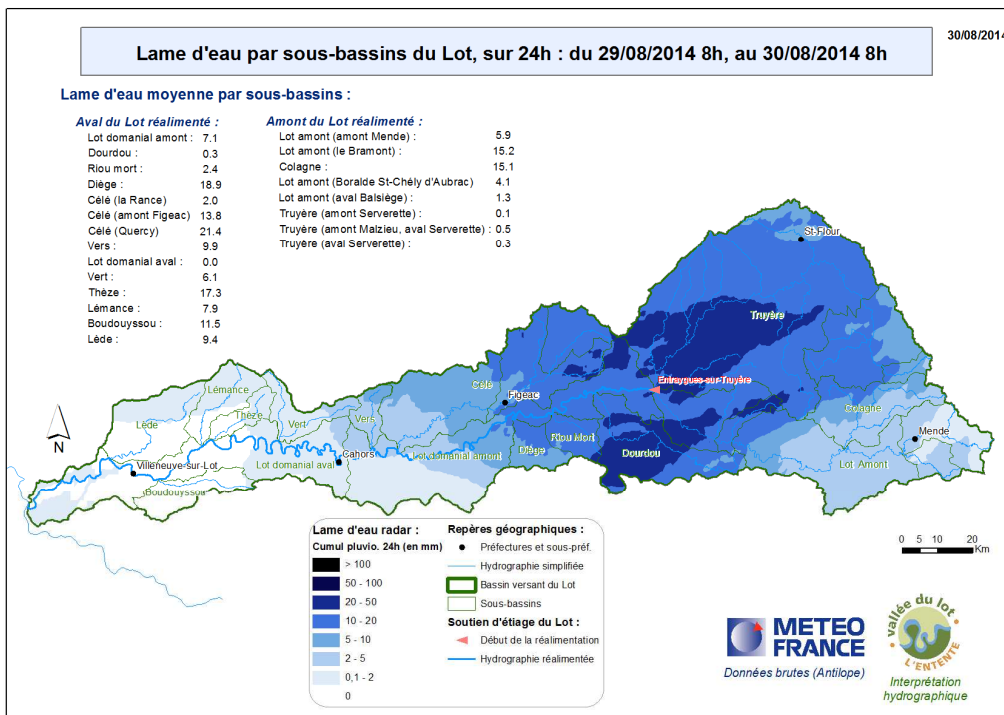 30/08/2014
Lame d'eau par sous-bassins du Lot, sur 24h : du 29/08/2014 8h, au 30/08/2014 8h
Lame d'eau moyenne par sous-bassins :
Aval du Lot réalimenté :
Lot domanial amont : 7.1
Dourdou : 0.3
Riou mort : 2.4
Diège : 18.9
Célé (la Rance) 2.0
Célé (amont Figeac) 13.8
Célé (Quercy) 21.4
Vers : 9.9
Lot domanial aval : 0.0
Vert : 6.1
Thèze : 17.3
Lémance : 7.9
Boudouyssou : 11.5
Lède : 9.4
Amont du Lot réalimenté :
Lot amont (amont Mende) : 5.9
Lot amont (le Bramont) : 15.2
Colagne : 15.1
Lot amont (Boralde St-Chély d'Aubrac) 4.1
Lot amont (aval Balsiège) : 1.3
Truyère (amont Serverette) : 0.1
Truyère (amont Malzieu, aval Serverette) : 0.5
Truyère (aval Serverette) : 0.3
St-Flour
Truyère
Entraygues-sur-Truyère
Célé
Figeac
Lémance
Thèze
Lède
Vert
Vers
Colagne
Mende
Riou Mort
Diège
Dourdou
Lot Amont
Lot domanial amont
Cahors
Lot domanial aval
Villeneuve-sur-Lot
Boudouyssou
N
Lame d'eau radar :
Cumul pluvio. 24h (en mm)
> 100
50 - 100
20 - 50
10 - 20
5 - 10
2 - 5
0,1 - 2
0
Repères géographiques :
Préfectures et sous-préf.
Hydrographie simplifiée
Bassin versant du Lot
Sous-bassins
Soutien d'étiage du Lot :
Début de la réalimentation
Hydrographie réalimentée
0 5 10 20
Km
METEO
FRANCE
Données brutes (Antilope)
vallée du lot
L'ENTENTE
Interprétation
hydrographique